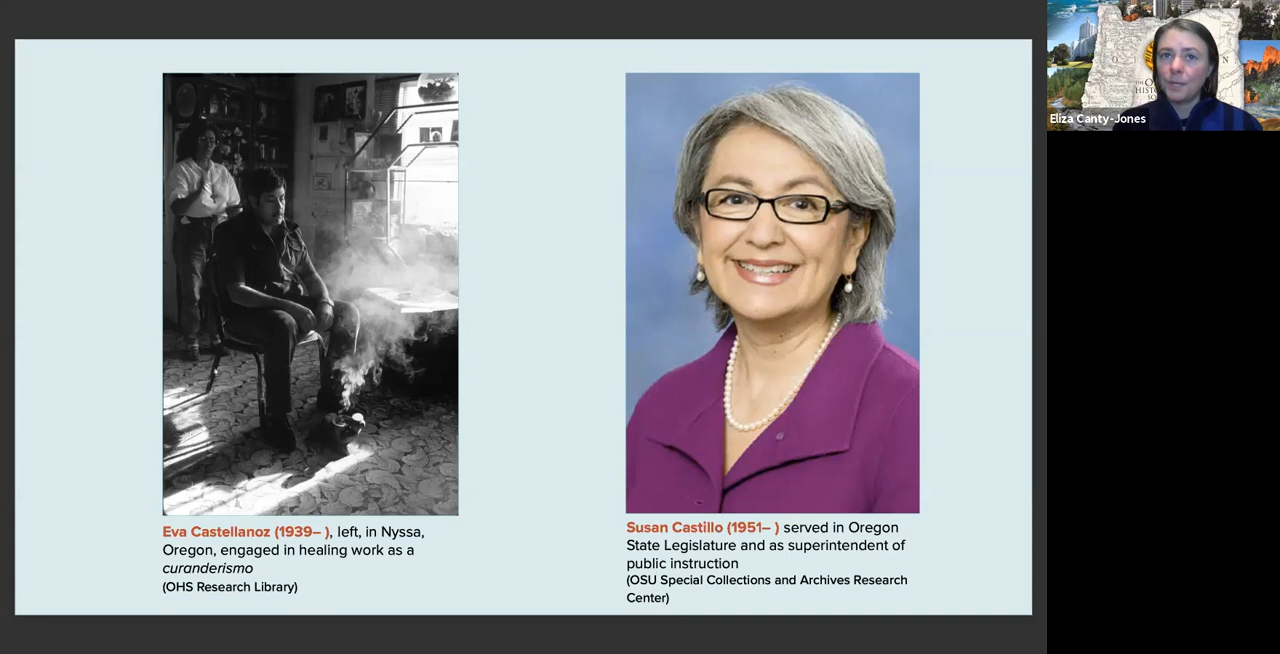 Eliza Canty-Jones
Eva Castellanoz (1939– ), left, in Nyssa,
Oregon, engaged in healing work as a
curanderismo
(OHS Research Library)
Susan Castillo (1951– ) served in Oregon
State Legislature and as superintendent of
public instruction
(OSU Special Collections and Archives Research
Center)